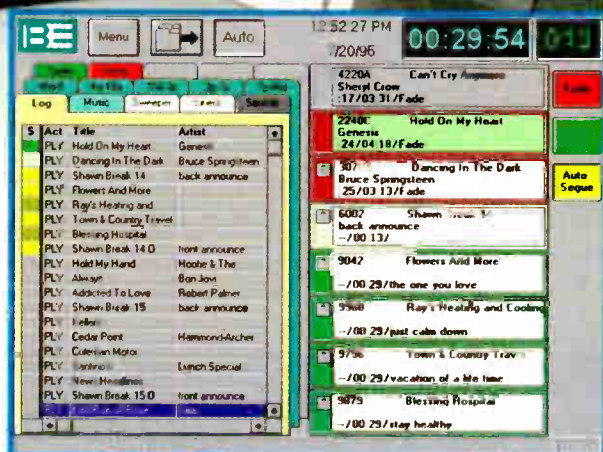 BE Menu Auto
52 27 PM
/20/95
00:29:54
Log Music Sweeper
S Act Title Artist
PLY Hold On My Heart Genesis
PLY Dancing In The Dark Bruce Springsteen
PLY Shawn Break 14 back announce
PLY Flowers And More
PLY Ray's Heating and
PLY Town & Country Travel
PLY Blessing Hospital
PLY Shawn Break 14.0 front announce
PLY Hold My Hand Hootie & The
PLY Always Bon Jovi
PLY Addicted To Love Robert Palmer
PLY Shawn Break 15 back announce
PLY
PLY Cedar Point Hammond-Archer
PLY Coleman Motor
PLY Lunch Special
PLY News Headlines
PLY Shawn Break 15.0 front announce
4220A Can't Cry Anymore
Sheryl Crow
:17/03:31/Fade
2240C Hold On My Heart
Genesis
24/04:18/Fade
Dancing In The Dark
Bruce Springsteen
25/03:13/Fade
6002 Shawn
back announce
--/00:13/
9042 Flowers And More
--/00:29/the one you love
9360 Ray's Heating and Cooling
--/00:29/just calm down
9756 Town & Country Trav
--/00:29/vacation of a life time
9879 Blessing Hospital
--/00:29/stay healthy
Auto
Segue